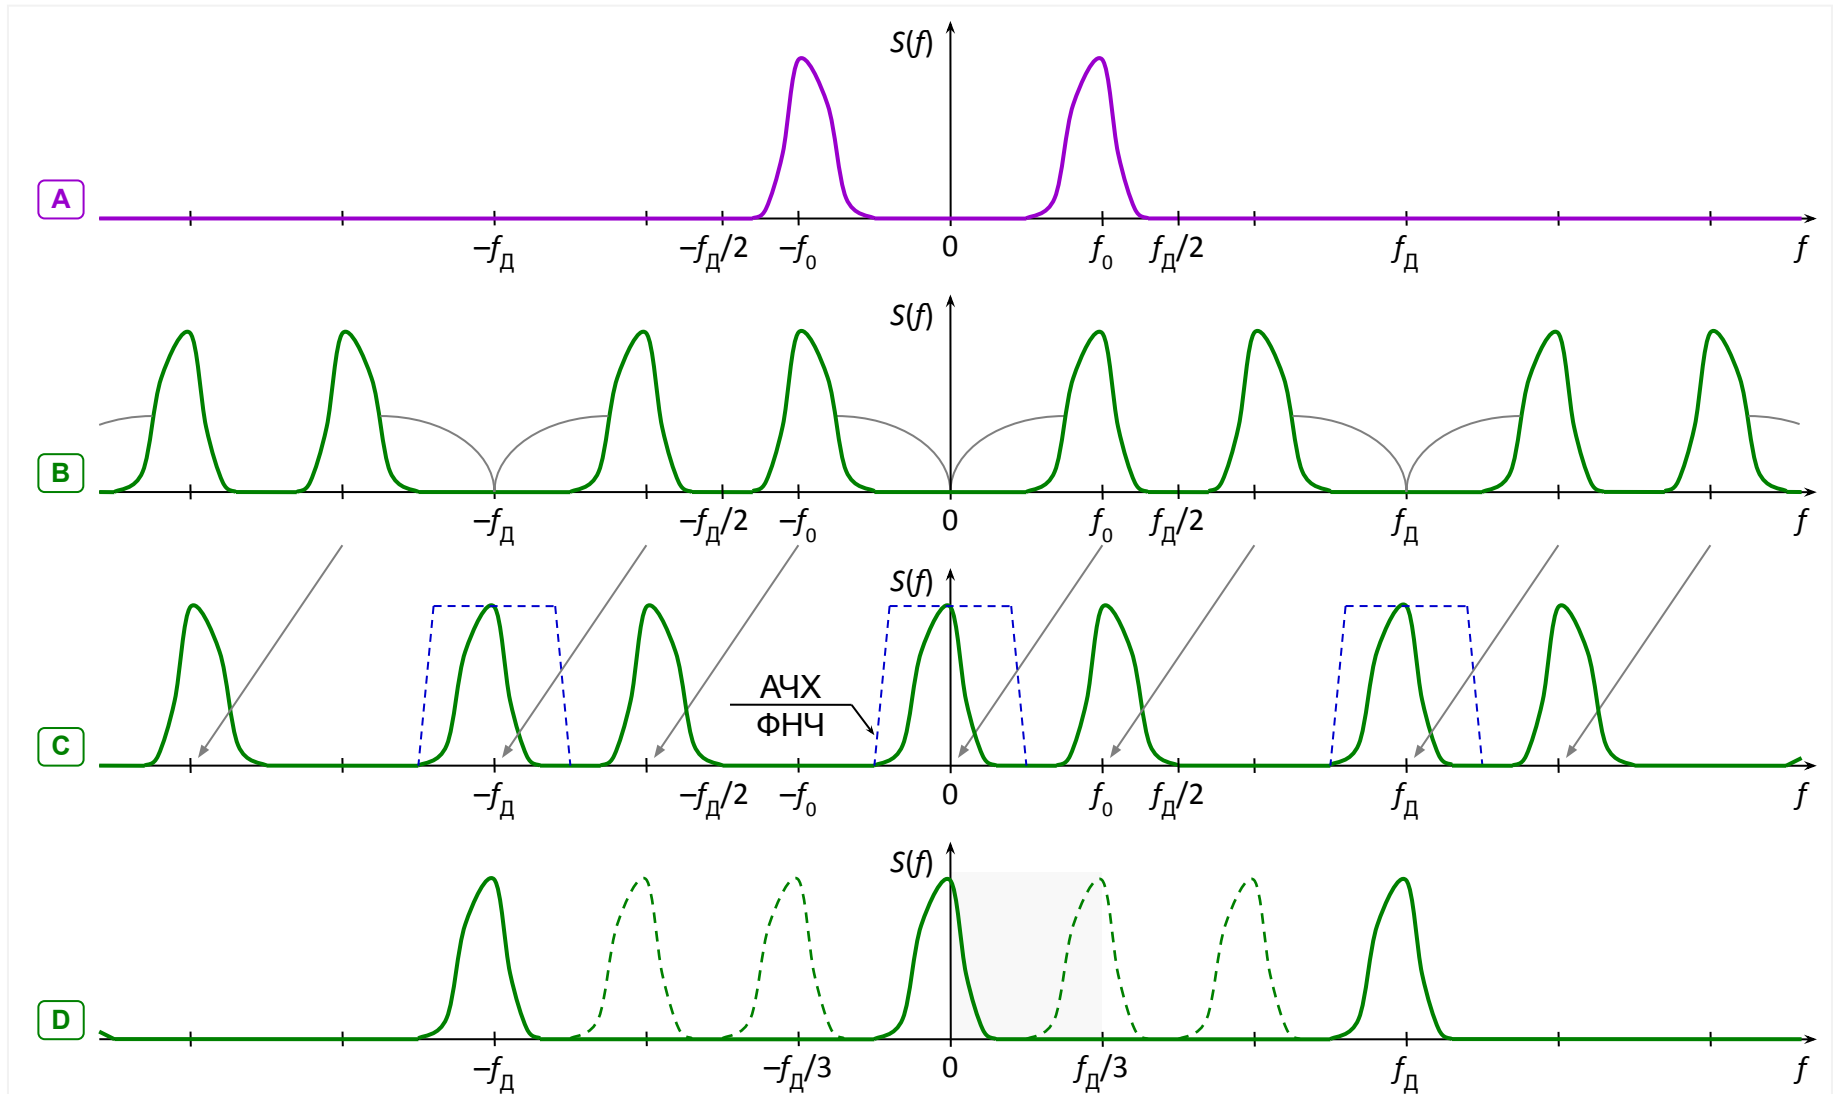 S(f)
A
–fД –fД/2 –f0 0 f0 fД/2 fД f
S(f)
B
–fД –fД/2 –f0 0 f0 fД/2 fД f
S(f)
АЧХ
ФНЧ
C
–fД –fД/2 –f0 0 f0 fД/2 fД f
S(f)
D
–fД –fД/3 0 fД/3 fД f